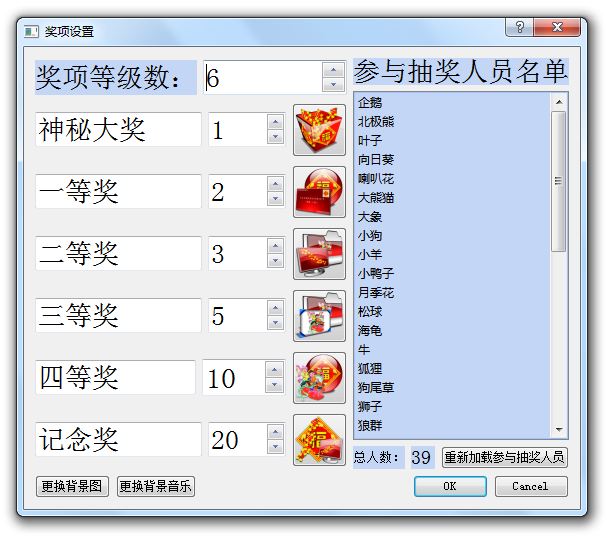 奖项设置
奖项等级数： 6
神秘大奖 1
一等奖 2
二等奖 3
三等奖 5
四等奖 10
记念奖 20
更换背景图 更换背景音乐
参与抽奖人员名单
企鹅
北极熊
叶子
向日葵
喇叭花
大熊猫
大象
小狗
小羊
小鸭子
月季花
松球
海龟
牛
狐狸
狗尾草
狮子
狼群
总人数： 39 重新加载参与抽奖人员
OK Cancel